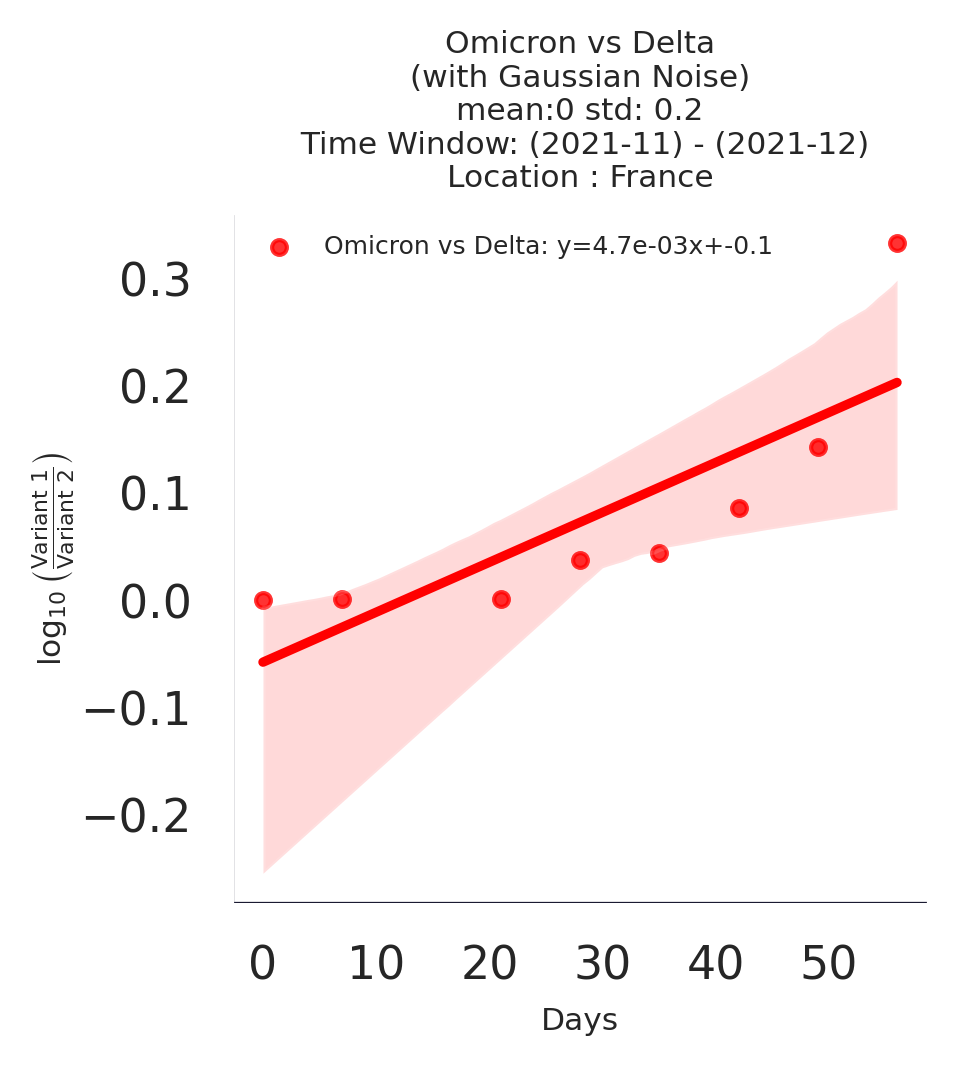 Omicron vs Delta
(with Gaussian Noise)
mean:0 std: 0.2
Time Window: (2021-11) - (2021-12)
Location : France
Omicron vs Delta: y=4.7e-03x+-0.1
0.3
0.2
0.1
0.0
−0.1
−0.2
log10 (Variant 1 / Variant 2)
0 10 20 30 40 50
Days